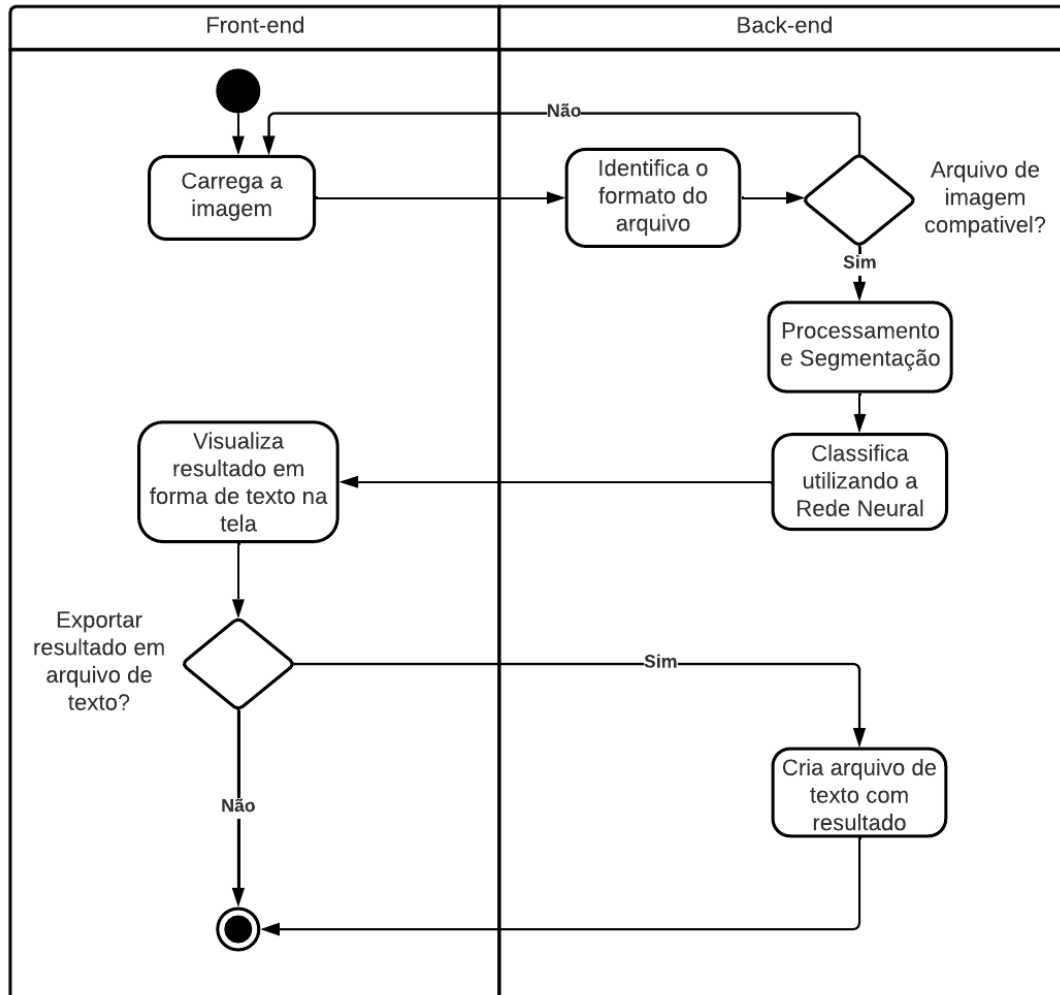 Front-end
Back-end
Não
Carrega a
imagem
Identifica o
formato do
arquivo
Arquivo de
imagem
compativel?
Sim
Processamento
e Segmentação
Visualiza
resultado em
forma de texto na
tela
Classifica
utilizando a
Rede Neural
Exportar
resultado em
arquivo de
texto?
Sim
Cria arquivo de
texto com
resultado
Não